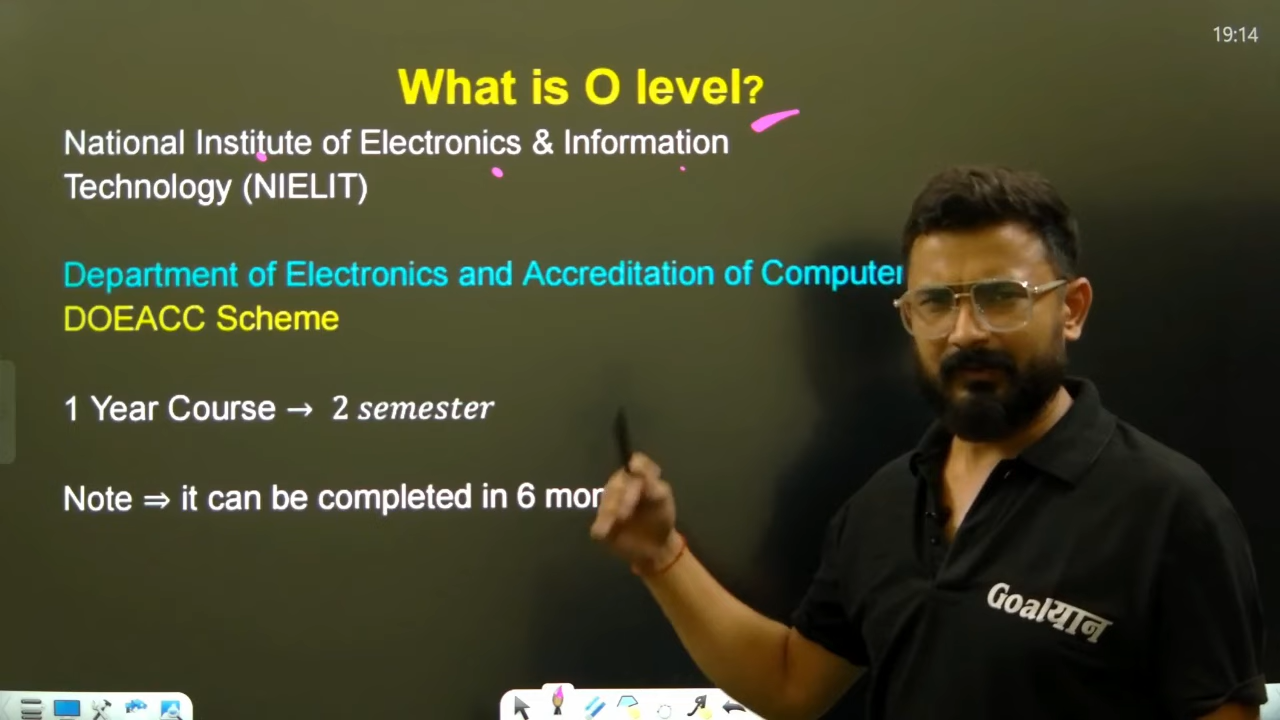 19:14
What is O level?
National Institute of Electronics & Information
Technology (NIELIT)
Department of Electronics and Accreditation of Computer
DOEACC Scheme
1 Year Course → 2 semester
Note ⇒ it can be completed in 6
Goalयान